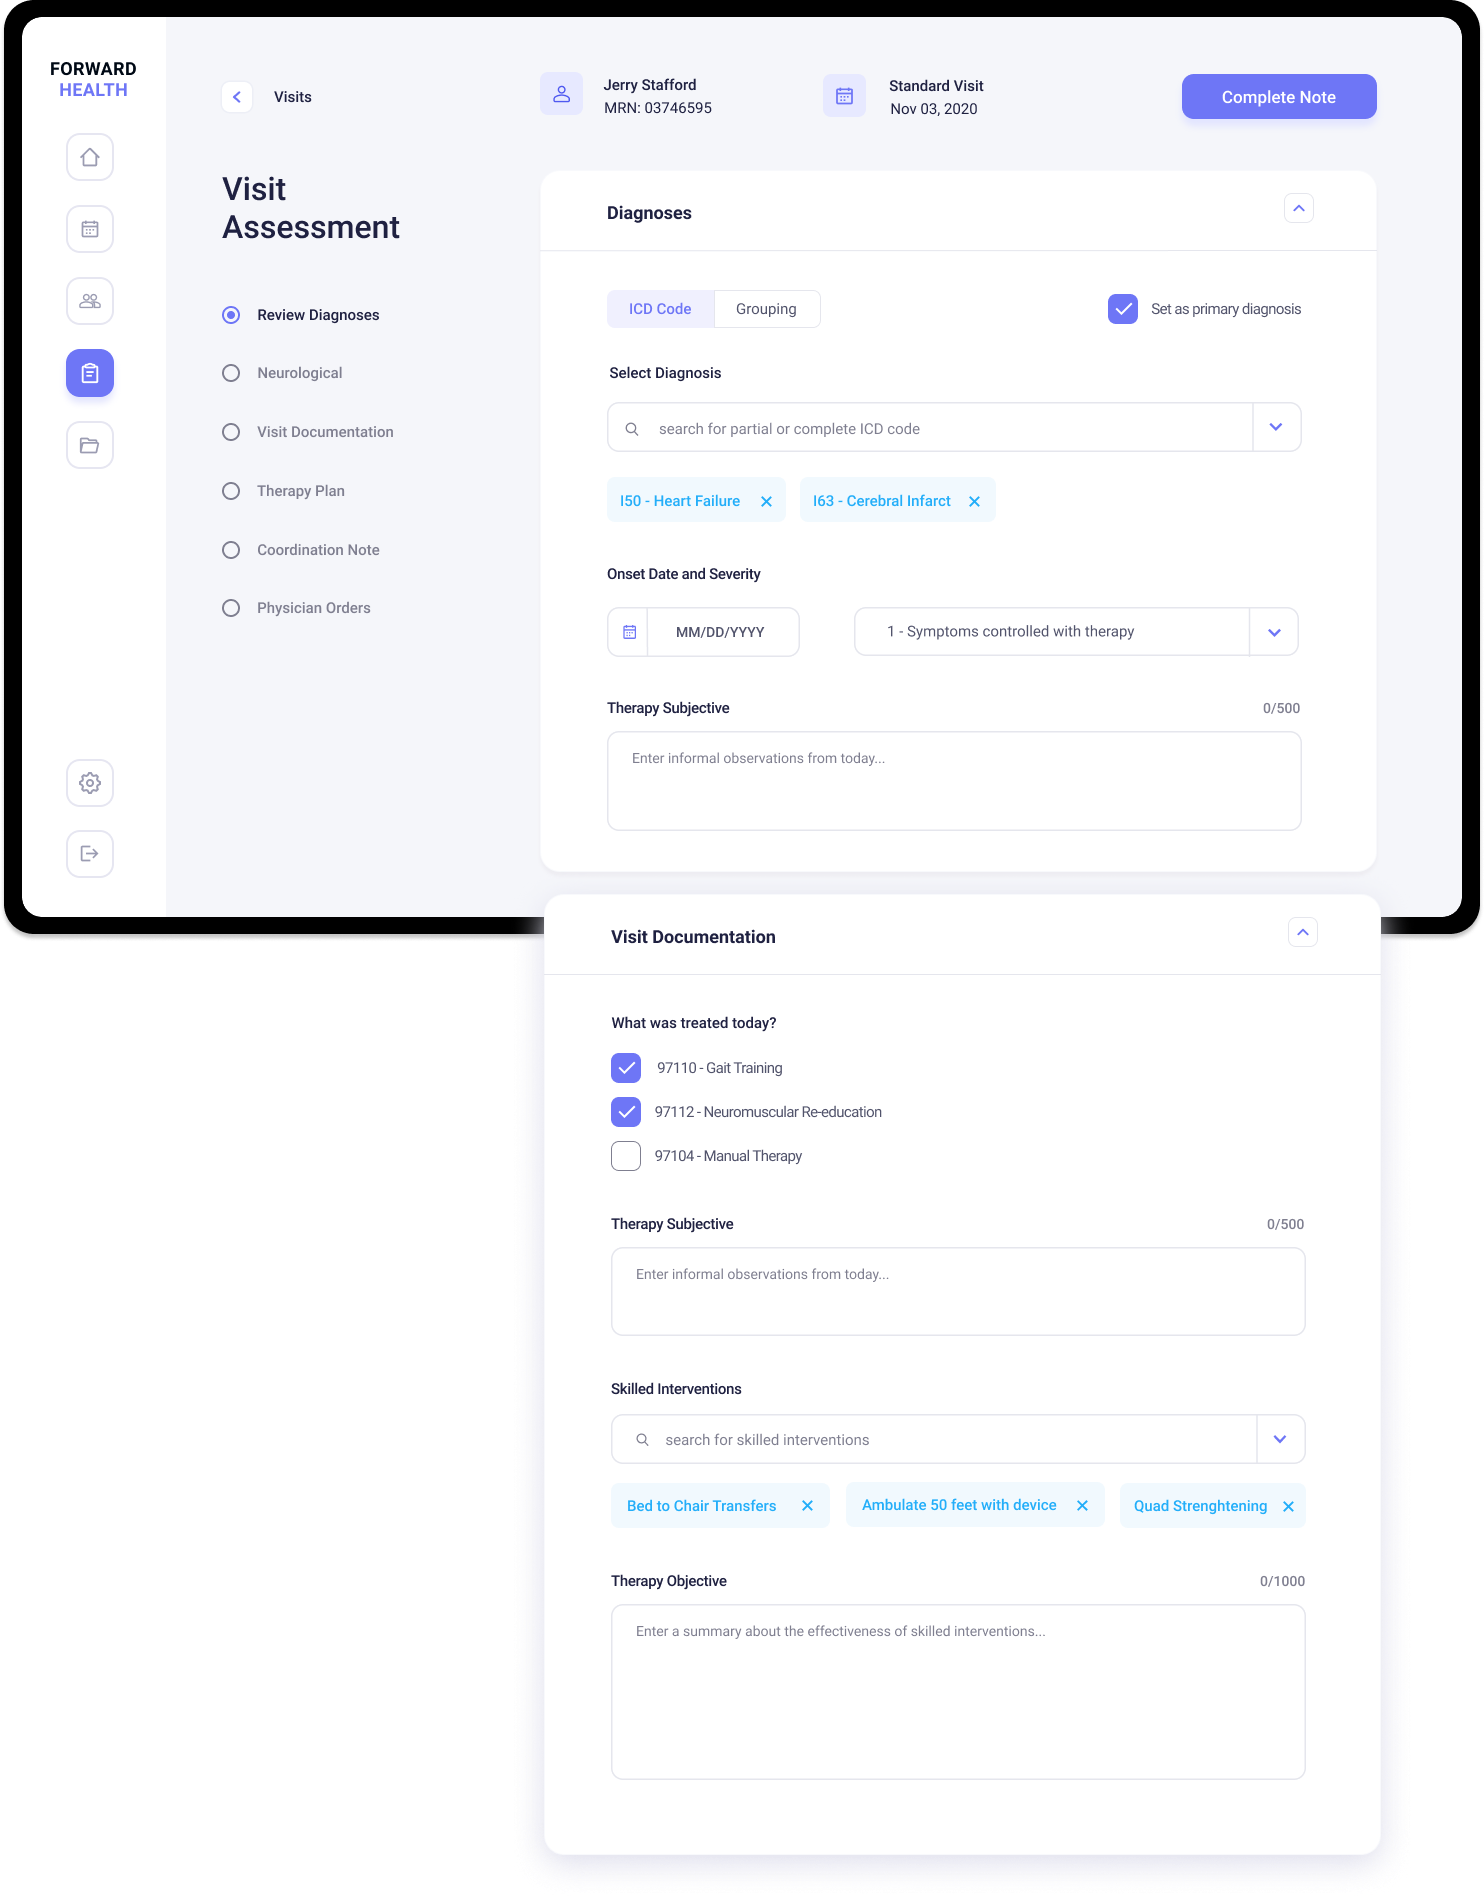 FORWARD
HEALTH
Visits
Jerry Stafford
MRN: 03746595
Standard Visit
Nov 03, 2020
Complete Note
Visit
Assessment
Review Diagnoses
Neurological
Visit Documentation
Therapy Plan
Coordination Note
Physician Orders
Diagnoses
ICD Code
Grouping
Set as primary diagnosis
Select Diagnosis
search for partial or complete ICD code
I50 - Heart Failure
I63 - Cerebral Infarct
Onset Date and Severity
MM/DD/YYYY
1 - Symptoms controlled with therapy
Therapy Subjective
0/500
Enter informal observations from today...
Visit Documentation
What was treated today?
97110 - Gait Training
97112 - Neuromuscular Re-education
97104 - Manual Therapy
Therapy Subjective
0/500
Enter informal observations from today...
Skilled Interventions
search for skilled interventions
Bed to Chair Transfers
Ambulate 50 feet with device
Quad Strenghtening
Therapy Objective
0/1000
Enter a summary about the effectiveness of skilled interventions...